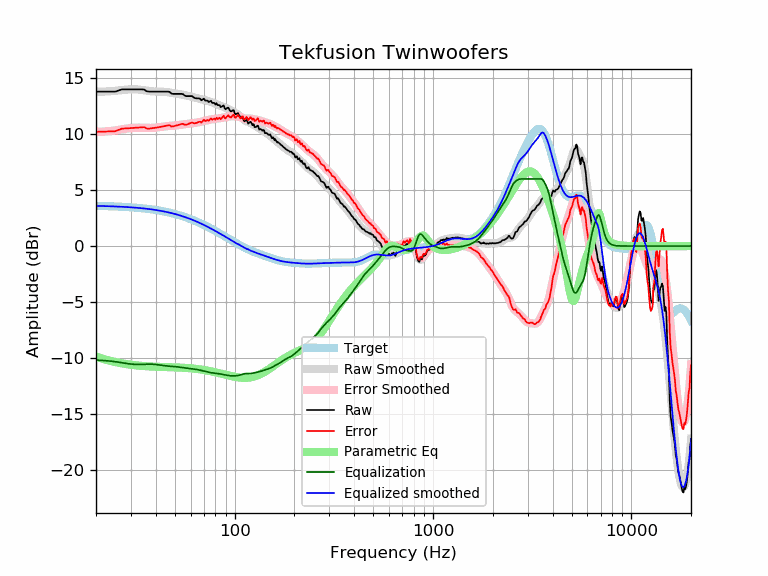 Tekfusion Twinwoofers
15
10
5
0
−5
−10
−15
−20
Amplitude (dBr)
Target
Raw Smoothed
Error Smoothed
Raw
Error
Parametric Eq
Equalization
Equalized smoothed
100 1000 10000
Frequency (Hz)